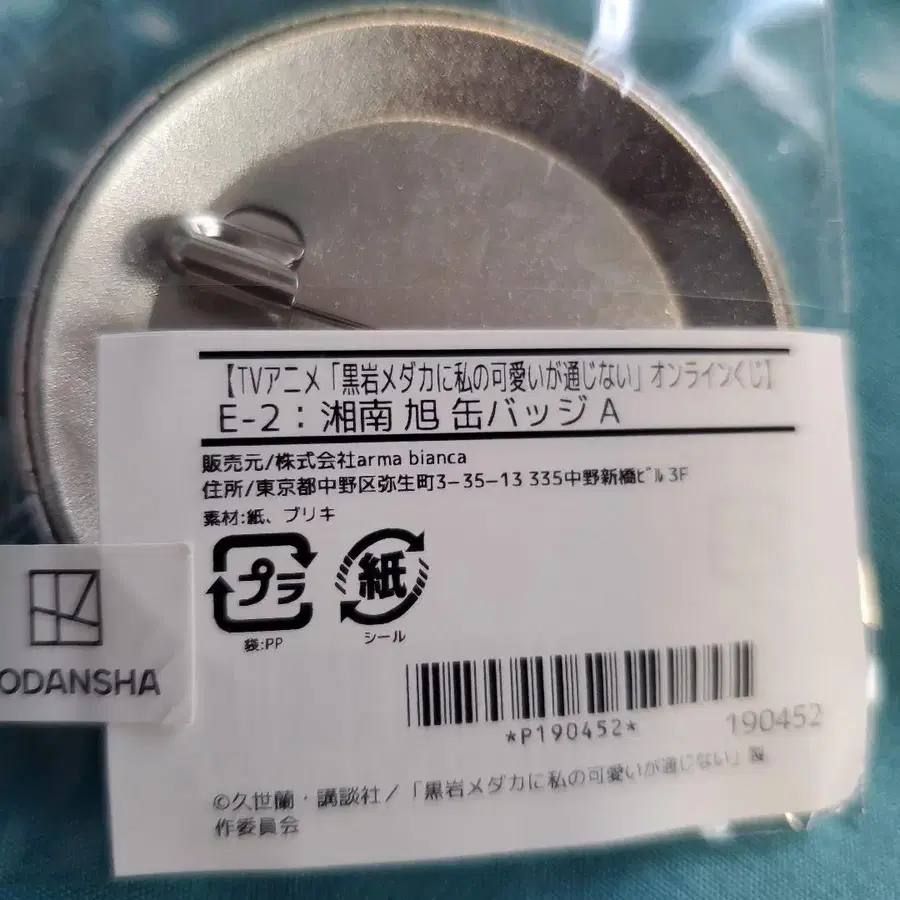 【TVアニメ「黒岩メダカに私の可愛いが通じない」オンラインくじ】
E-2：湘南 旭 缶バッジ A
販売元/株式会社arma bianca
住所/東京都中野区弥生町3-35-13 335中野新橋ビル 3F
素材:紙、ブリキ
プラ
紙
袋:PP
シール
ODANSHA
*P190452*
190452
©久世蘭・講談社/「黒岩メダカに私の可愛いが通じない」製
作委員会